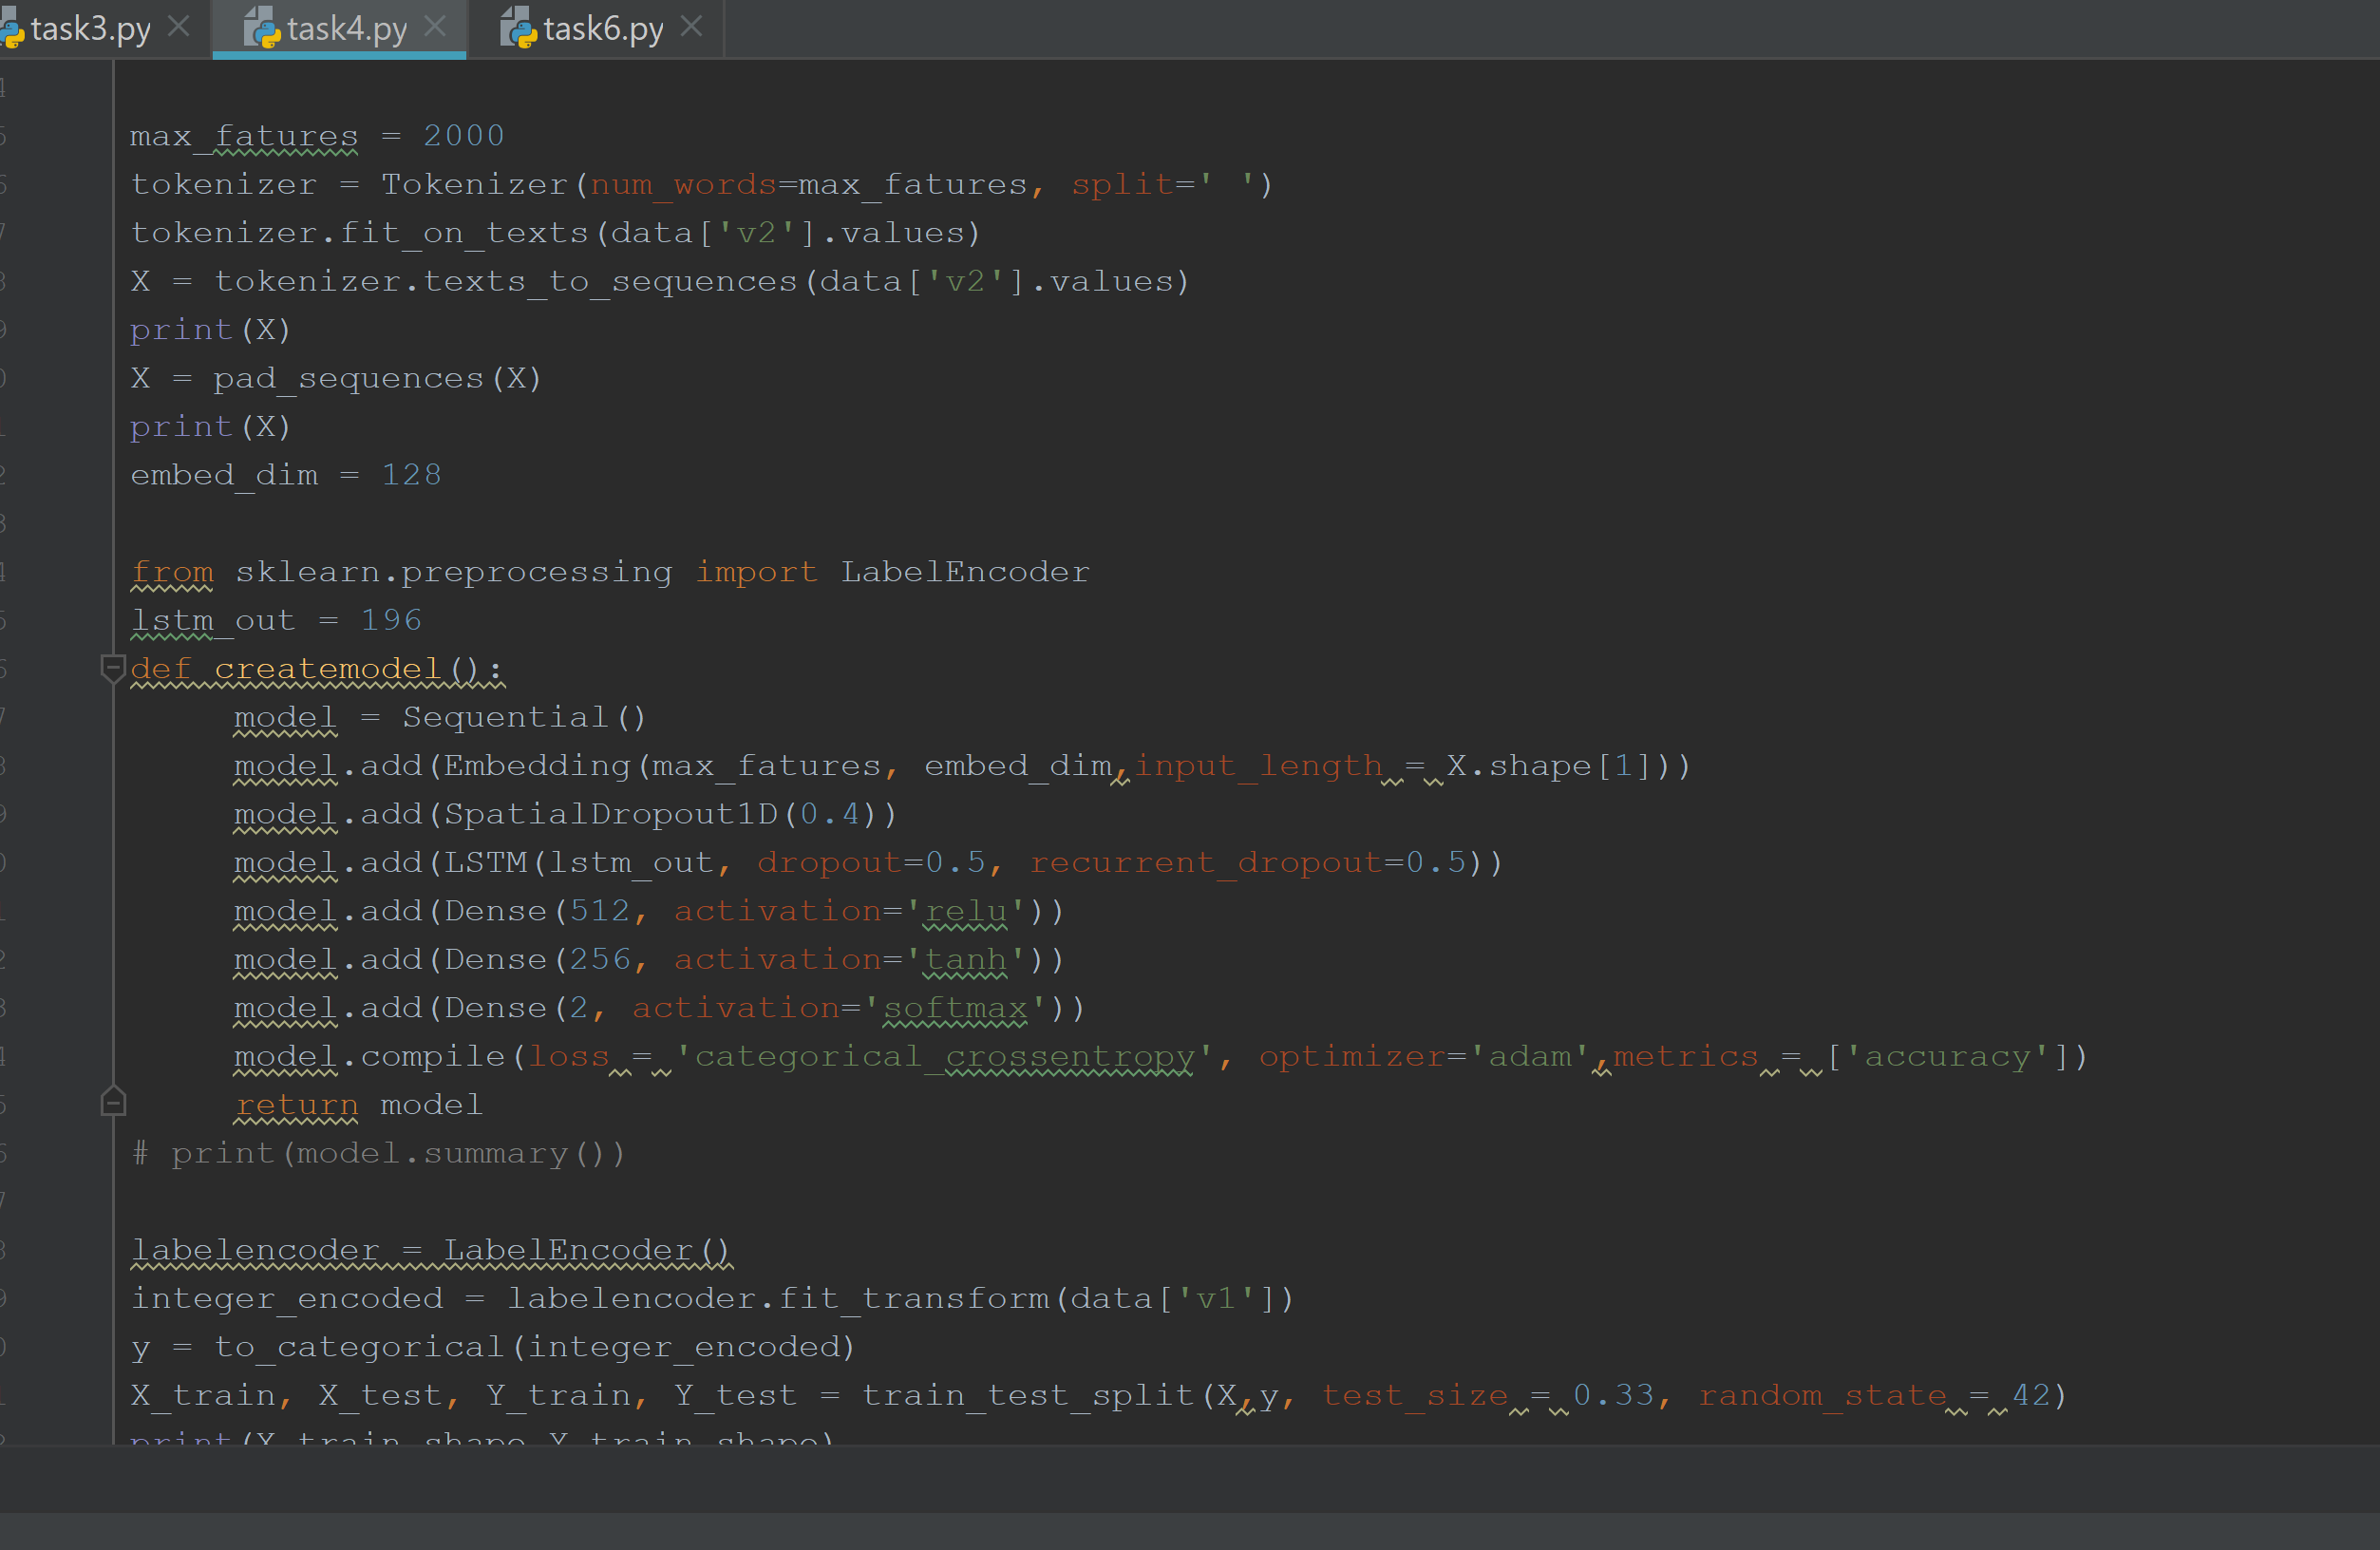 task3.py task4.py task6.py
max_fatures = 2000
tokenizer = Tokenizer(num_words=max_fatures, split=' ')
tokenizer.fit_on_texts(data['v2'].values)
X = tokenizer.texts_to_sequences(data['v2'].values)
print(X)
X = pad_sequences(X)
print(X)
embed_dim = 128
from sklearn.preprocessing import LabelEncoder
lstm_out = 196
def createmodel():
model = Sequential()
model.add(Embedding(max_fatures, embed_dim,input_length = X.shape[1]))
model.add(SpatialDropout1D(0.4))
model.add(LSTM(lstm_out, dropout=0.5, recurrent_dropout=0.5))
model.add(Dense(512, activation='relu'))
model.add(Dense(256, activation='tanh'))
model.add(Dense(2, activation='softmax'))
model.compile(loss = 'categorical_crossentropy', optimizer='adam',metrics = ['accuracy'])
return model
# print(model.summary())
labelencoder = LabelEncoder()
integer_encoded = labelencoder.fit_transform(data['v1'])
y = to_categorical(integer_encoded)
X_train, X_test, Y_train, Y_test = train_test_split(X,y, test_size = 0.33, random_state = 42)
print(X_train.shape,Y_train.shape)